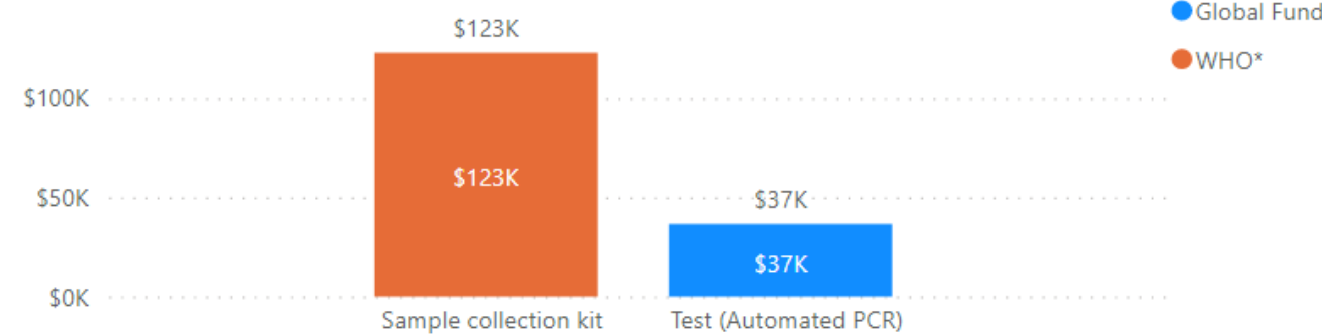 Global Fund
$123K
WHO*
$100K
$123K
$50K
$37K
$37K
$0K
Sample collection kit
Test (Automated PCR)